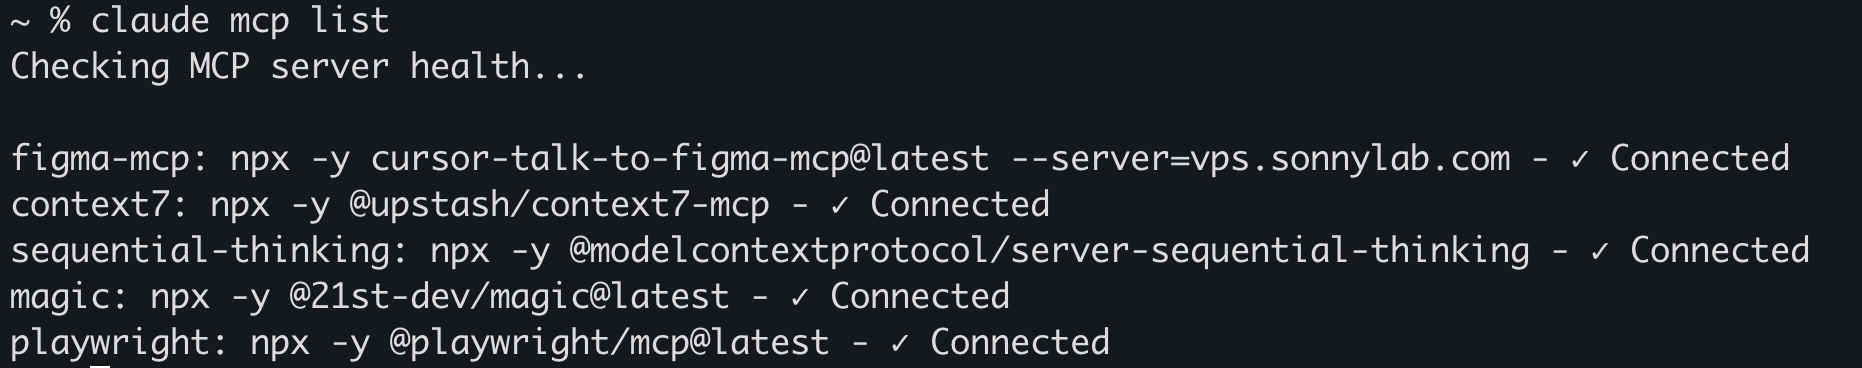 ~ % claude mcp list
Checking MCP server health...
figma-mcp: npx -y cursor-talk-to-figma-mcp@latest --server=vps.sonnylab.com - ✓ Connected
context7: npx -y @upstash/context7-mcp - ✓ Connected
sequential-thinking: npx -y @modelcontextprotocol/server-sequential-thinking - ✓ Connected
magic: npx -y @21st-dev/magic@latest - ✓ Connected
playwright: npx -y @playwright/mcp@latest - ✓ Connected